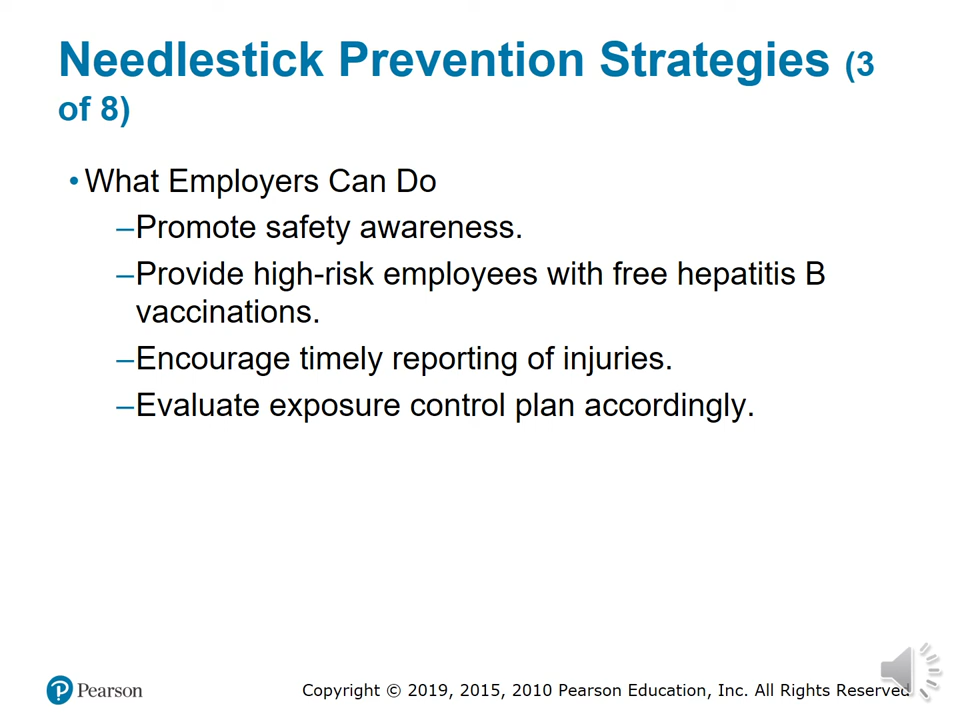 Needlestick Prevention Strategies (3
of 8)
• What Employers Can Do
–Promote safety awareness.
–Provide high-risk employees with free hepatitis B
vaccinations.
–Encourage timely reporting of injuries.
–Evaluate exposure control plan accordingly.
Pearson
Copyright © 2019, 2015, 2010 Pearson Education, Inc. All Rights Reserved